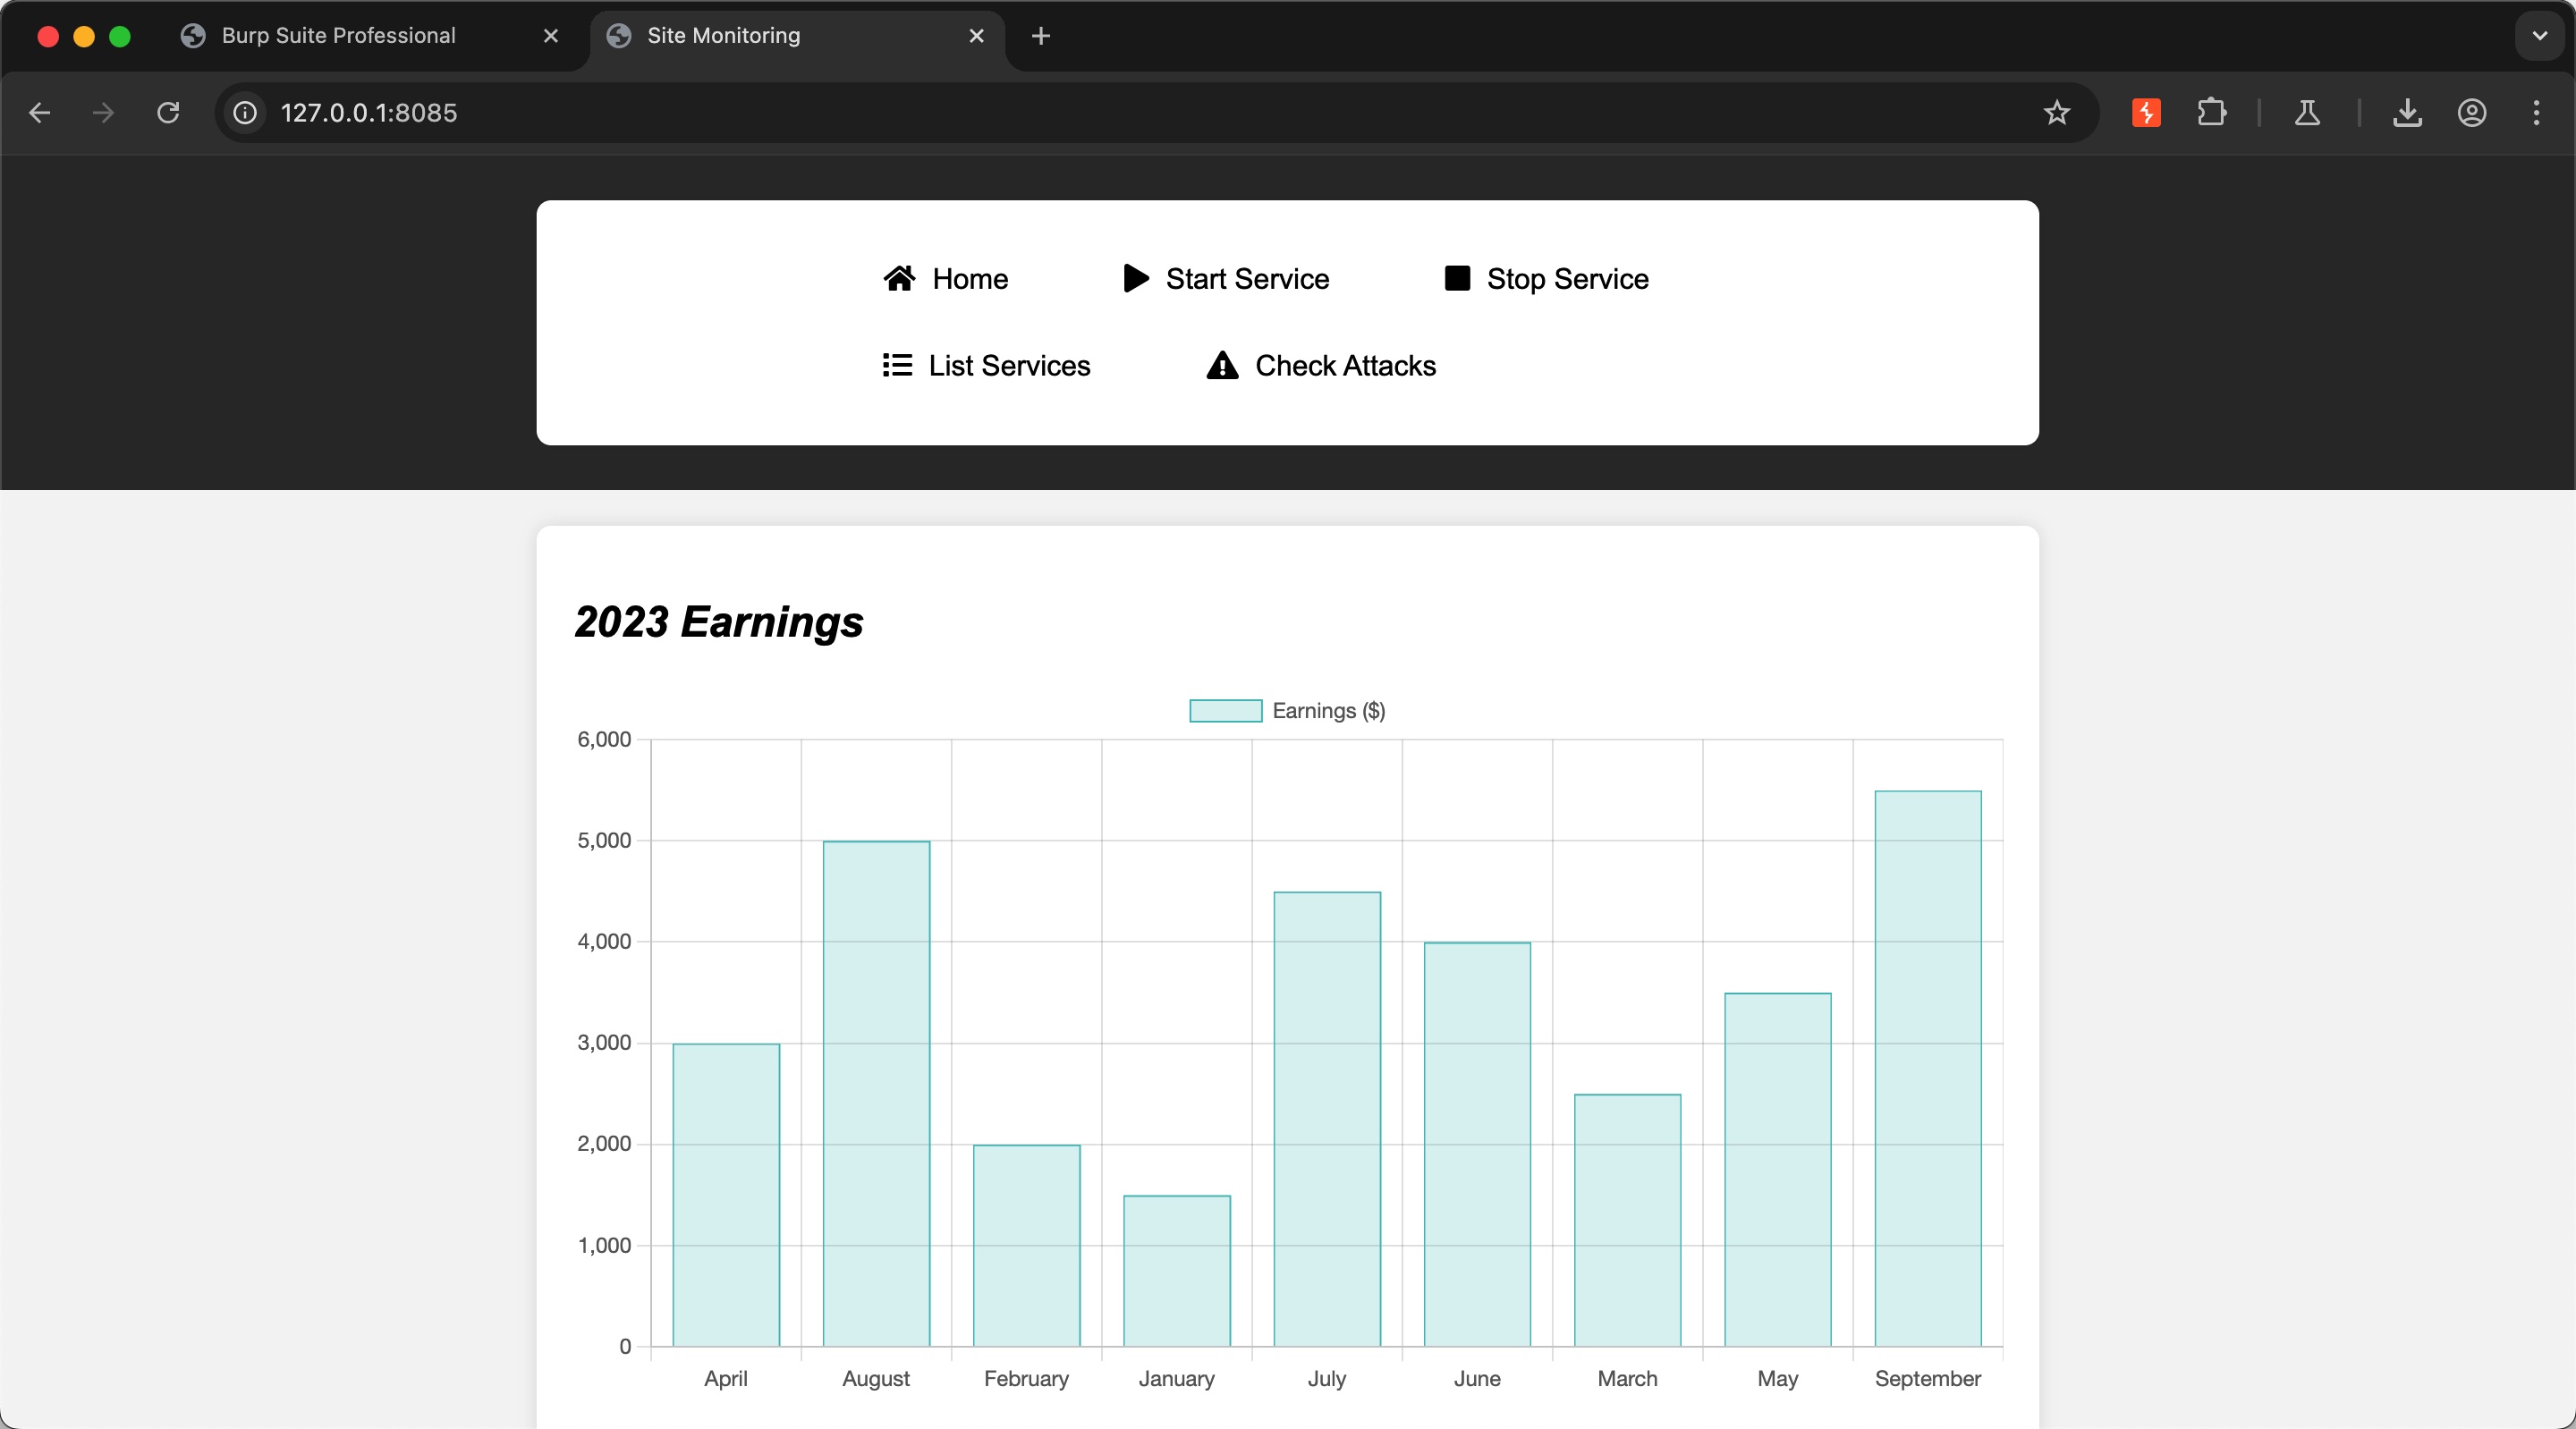 Burp Suite Professional
Site Monitoring
127.0.0.1:8085
Home Start Service Stop Service
List Services Check Attacks
2023 Earnings
Earnings ($)
6,000
5,000
4,000
3,000
2,000
1,000
0
April August February January July June March May September